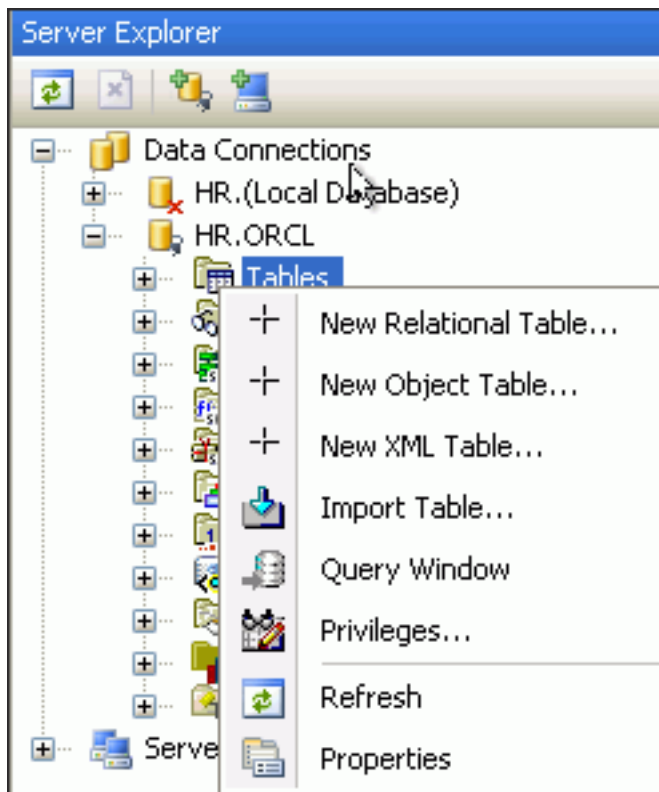 Server Explorer
Data Connections
HR.(Local Database)
HR.ORCL
Tables
New Relational Table...
New Object Table...
New XML Table...
Import Table...
Query Window
Privileges...
Refresh
Serve
Properties